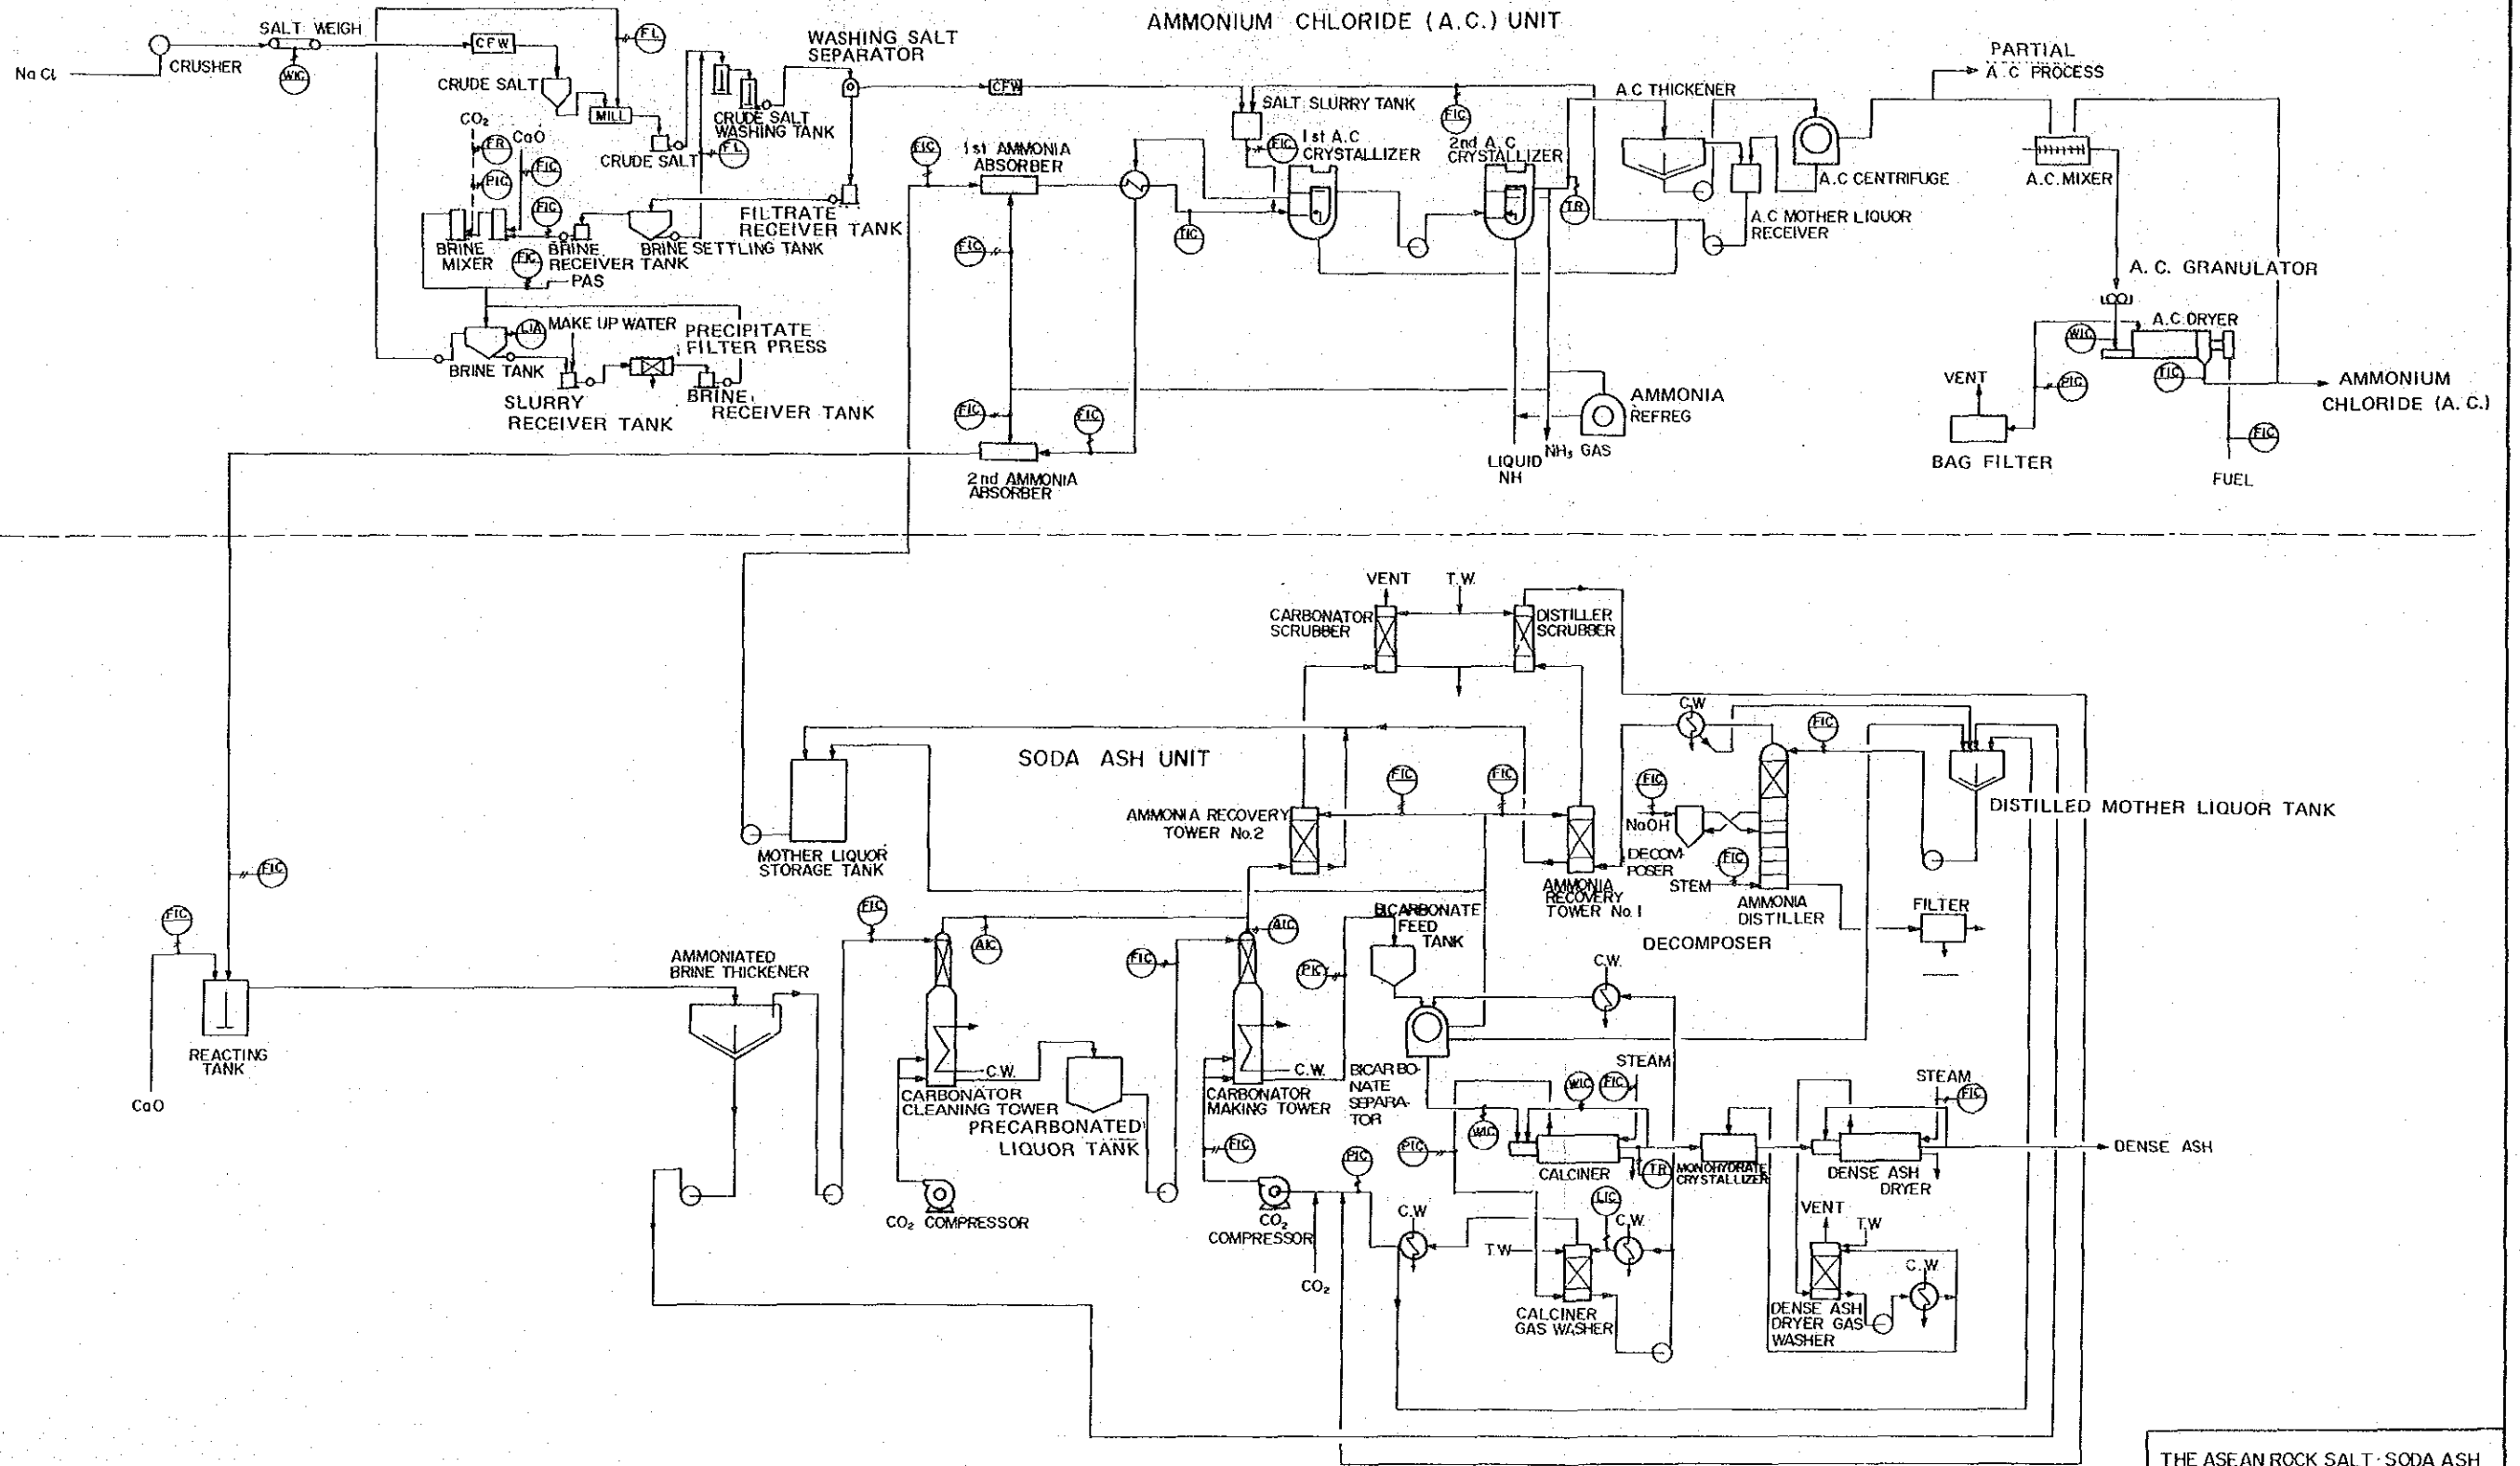 AMMONIUM CHLORIDE (A.C.) UNIT
SALT WEIGH
CFW
FL
WASHING SALT
SEPARATOR
PARTIAL
A.C PROCESS
NaCl
CRUSHER
WIC
CRUDE SALT
MILL
CRUDE SALT
WASHING TANK
CFW
SALT SLURRY TANK
FIC
A.C THICKENER
CO₂
CaO
FR
FIC
PIC
FIC
CRUDE SALT
FL
FIC
1st AMMONIA
ABSORBER
FIC
1st A.C
CRYSTALLIZER
2nd A.C
CRYSTALLIZER
A.C CENTRIFUGE
A.C.MIXER
FILTRATE
RECEIVER TANK
FIC
TIC
TR
A.C MOTHER LIQUOR
RECEIVER
BRINE
MIXER
FIC
BRINE
RECEIVER TANK
BRINE SETTLING TANK
PAS
A. C. GRANULATOR
LIA
MAKE UP WATER
PRECIPITATE
FILTER PRESS
A.C.DRYER
WIC
BRINE TANK
SLURRY
RECEIVER TANK
BRINE
RECEIVER TANK
FIC
FIC
AMMONIA
REFREG
VENT
PIC
TIC
AMMONIUM
CHLORIDE (A.C.)
2nd AMMONIA
ABSORBER
LIQUID
NH
NH₃ GAS
BAG FILTER
FIC
FUEL
VENT
T.W.
CARBONATOR
SCRUBBER
DISTILLER
SCRUBBER
C.W
FIC
SODA ASH UNIT
FIC
FIC
FIC
AMMONIA RECOVERY
TOWER No.2
NaOH
DISTILLED MOTHER LIQUOR TANK
MOTHER LIQUOR
STORAGE TANK
DECOM-
POSER
FIC
STEM
FIC
AMMONIA
RECOVERY
TOWER No.1
AMMONIA
DISTILLER
FILTER
FIC
FIC
AIC
AIC
BICARBONATE
FEED
TANK
DECOMPOSER
AMMONIATED
BRINE THICKENER
FIC
PIC
C.W.
REACTING
TANK
CaO
C.W.
C.W.
CARBONATOR
CLEANING TOWER
PRECARBONATED
LIQUOR TANK
CARBONATOR
MAKING TOWER
BICARBO-
NATE
SEPARA-
TOR
STEAM
WIC
FIC
STEAM
FIC
WIC
FIC
PIC
PIC
CALCINER
TR
MONOHYDRATE
CRYSTALLIZER
DENSE ASH
DRYER
DENSE ASH
CO₂ COMPRESSOR
CO₂
COMPRESSOR
C.W
LIC
C.W.
VENT
T.W
T.W
C.W.
CO₂
CALCINER
GAS WASHER
DENSE ASH
DRYER GAS
WASHER
THE ASEAN ROCK SALT·SODA ASH